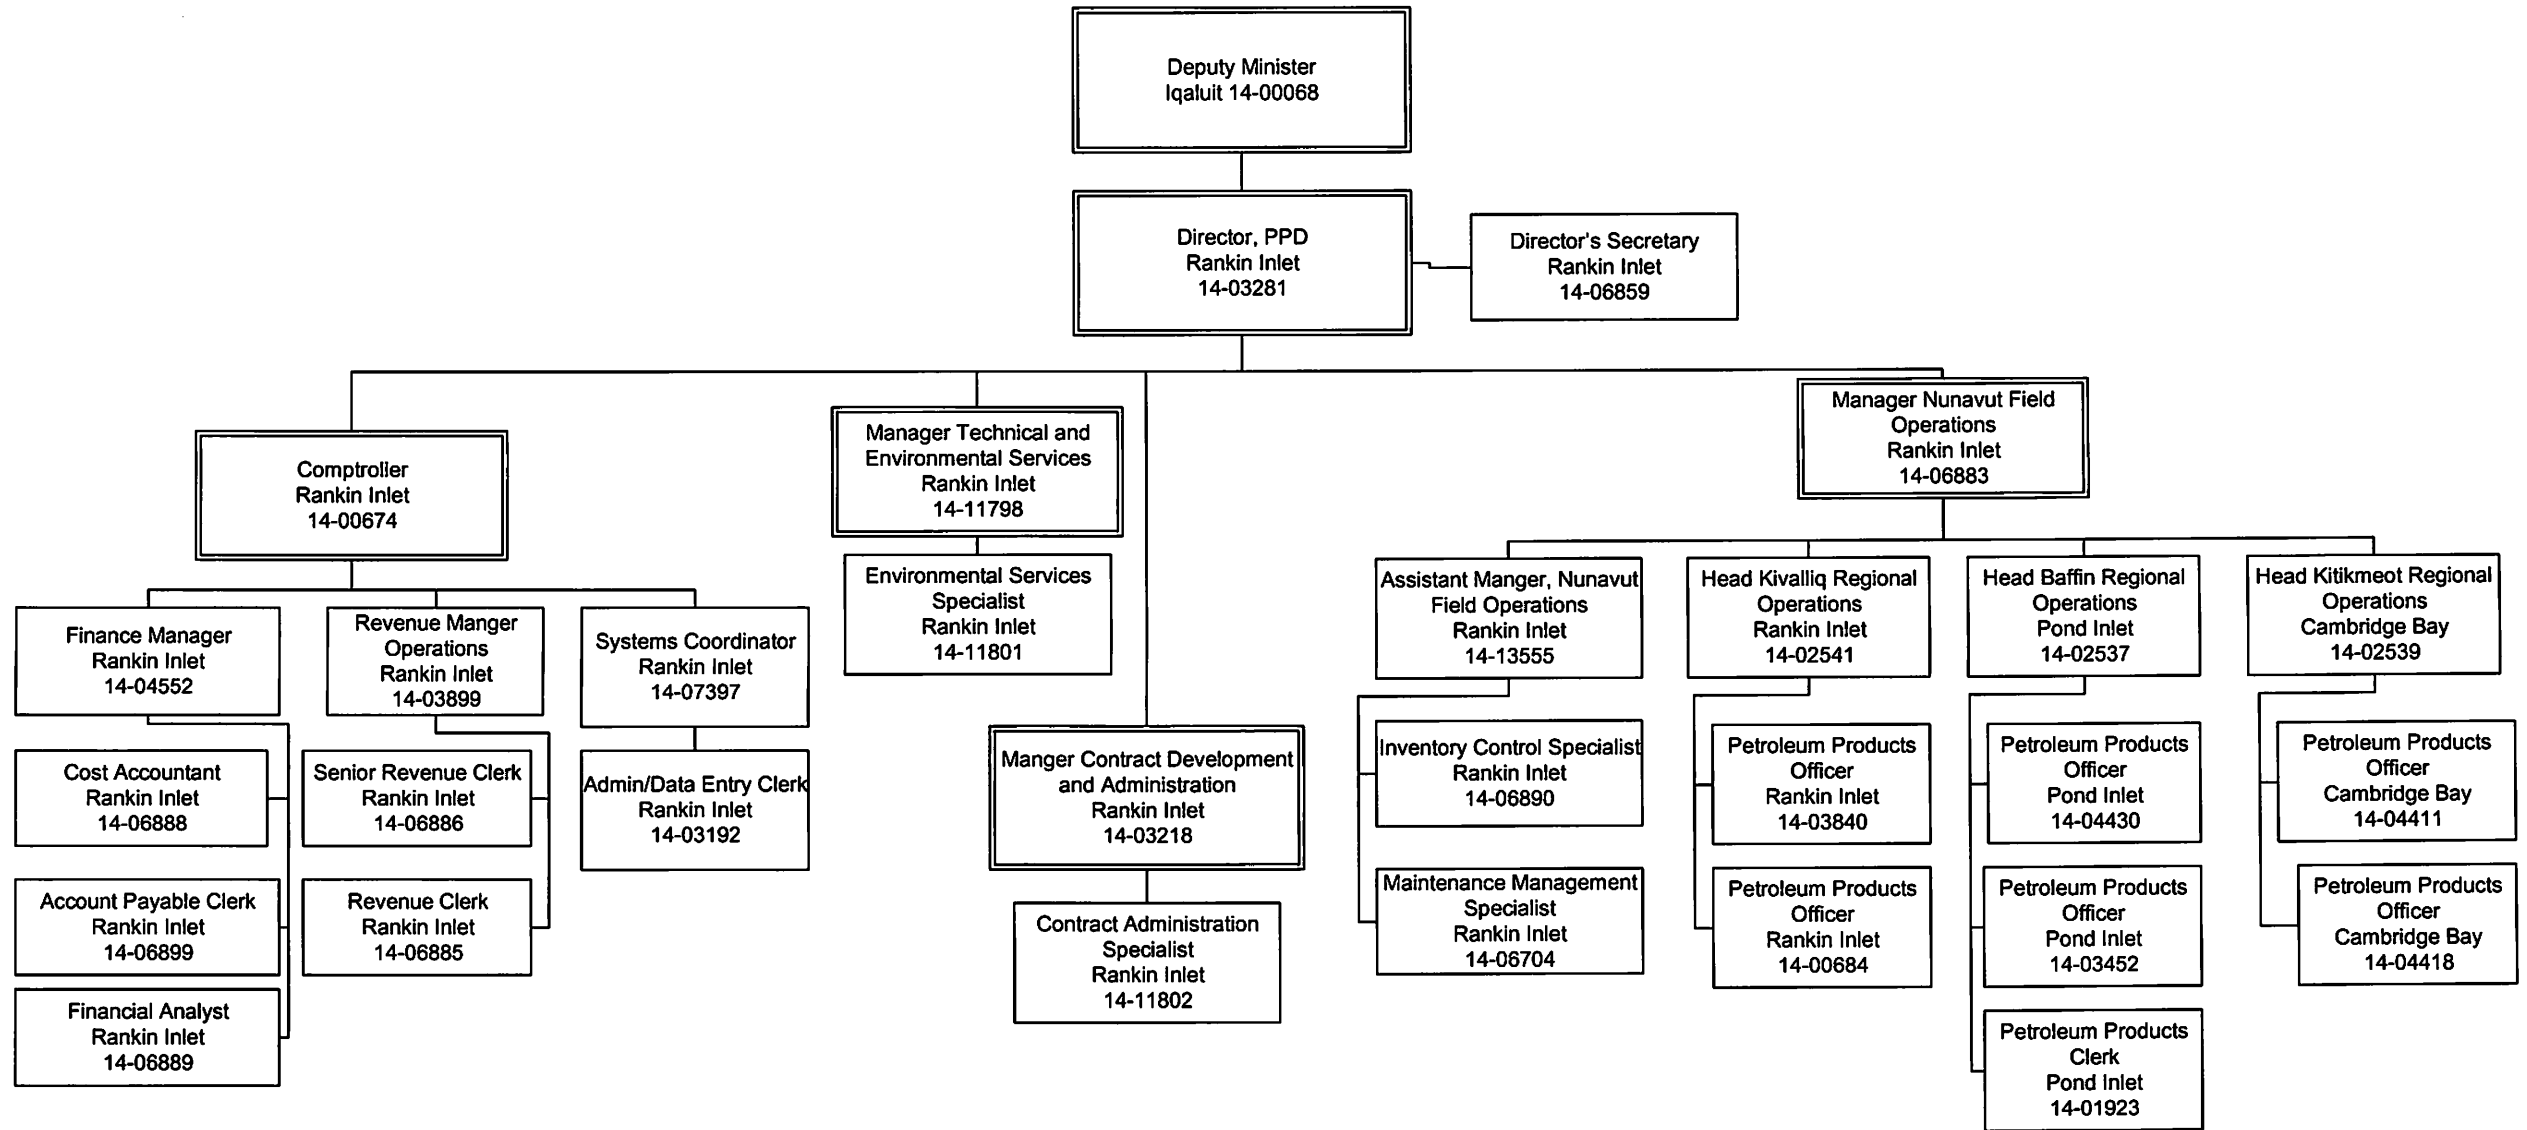 Deputy Minister
Iqaluit 14-00068
Director, PPD
Rankin Inlet
14-03281
Director's Secretary
Rankin Inlet
14-06859
Comptroller
Rankin Inlet
14-00674
Manager Technical and
Environmental Services
Rankin Inlet
14-11798
Manager Nunavut Field
Operations
Rankin Inlet
14-06883
Finance Manager
Rankin Inlet
14-04552
Revenue Manger
Operations
Rankin Inlet
14-03899
Systems Coordinator
Rankin Inlet
14-07397
Environmental Services
Specialist
Rankin Inlet
14-11801
Assistant Manger, Nunavut
Field Operations
Rankin Inlet
14-13555
Head Kivalliq Regional
Operations
Rankin Inlet
14-02541
Head Baffin Regional
Operations
Pond Inlet
14-02537
Head Kitikmeot Regional
Operations
Cambridge Bay
14-02539
Cost Accountant
Rankin Inlet
14-06888
Senior Revenue Clerk
Rankin Inlet
14-06886
Admin/Data Entry Clerk
Rankin Inlet
14-03192
Manger Contract Development
and Administration
Rankin Inlet
14-03218
Inventory Control Specialist
Rankin Inlet
14-06890
Petroleum Products
Officer
Rankin Inlet
14-03840
Petroleum Products
Officer
Pond Inlet
14-04430
Petroleum Products
Officer
Cambridge Bay
14-04411
Account Payable Clerk
Rankin Inlet
14-06899
Revenue Clerk
Rankin Inlet
14-06885
Contract Administration
Specialist
Rankin Inlet
14-11802
Maintenance Management
Specialist
Rankin Inlet
14-06704
Petroleum Products
Officer
Rankin Inlet
14-00684
Petroleum Products
Officer
Pond Inlet
14-03452
Petroleum Products
Officer
Cambridge Bay
14-04418
Financial Analyst
Rankin Inlet
14-06889
Petroleum Products
Clerk
Pond Inlet
14-01923